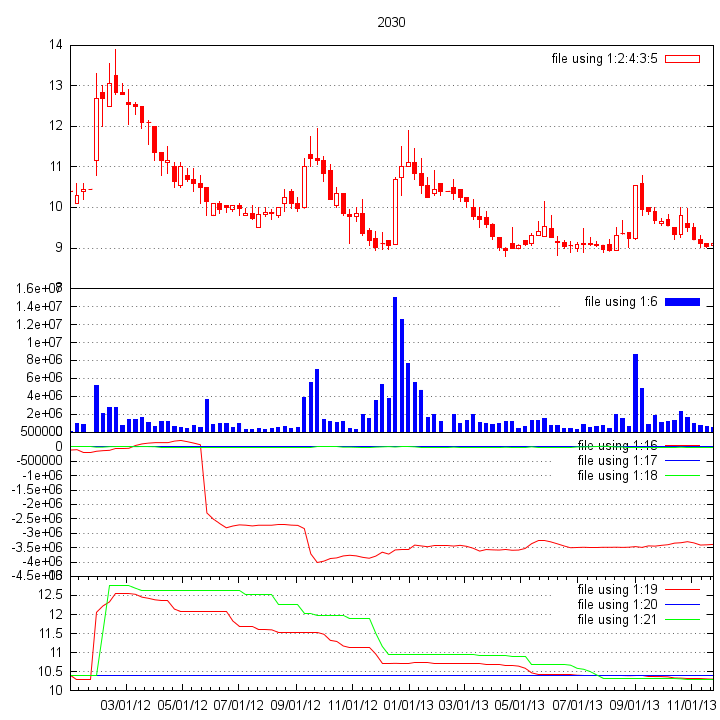 2030
14
file using 1:2:4:3:5
13
12
11
10
9
8
1.6e+07
file using 1:6
1.4e+07
1.2e+07
1e+07
8e+06
6e+06
4e+06
2e+06
500000
0
file using 1:16
-500000
file using 1:17
-1e+06
file using 1:18
-1.5e+06
-2e+06
-2.5e+06
-3e+06
-3.5e+06
-4e+06
-4.5e+06
13
file using 1:19
12.5
file using 1:20
12
file using 1:21
11.5
11
10.5
10
03/01/12 05/01/12 07/01/12 09/01/12 11/01/12 01/01/13 03/01/13 05/01/13 07/01/13 09/01/13 11/01/13